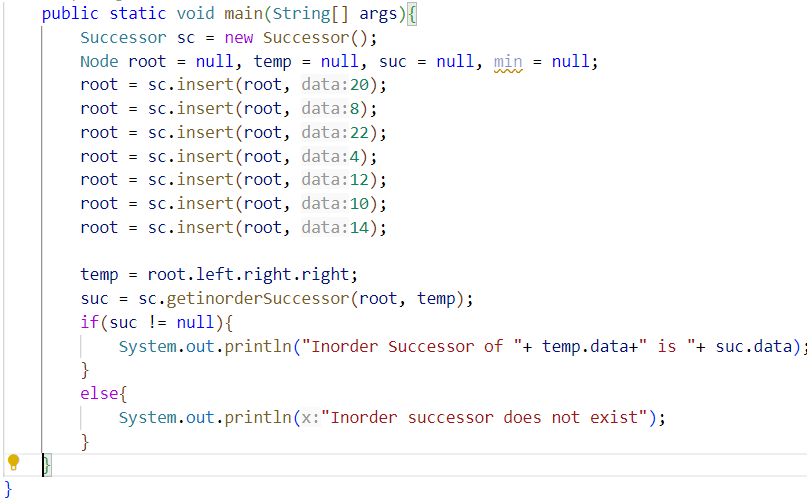 public static void main(String[] args){
Successor sc = new Successor();
Node root = null, temp = null, suc = null, min = null;
root = sc.insert(root, data:20);
root = sc.insert(root, data:8);
root = sc.insert(root, data:22);
root = sc.insert(root, data:4);
root = sc.insert(root, data:12);
root = sc.insert(root, data:10);
root = sc.insert(root, data:14);
temp = root.left.right.right;
suc = sc.getinorderSuccessor(root, temp);
if(suc != null){
System.out.println("Inorder Successor of "+ temp.data+" is "+ suc.data);
}
else{
System.out.println(x:"Inorder successor does not exist");
}
}
}